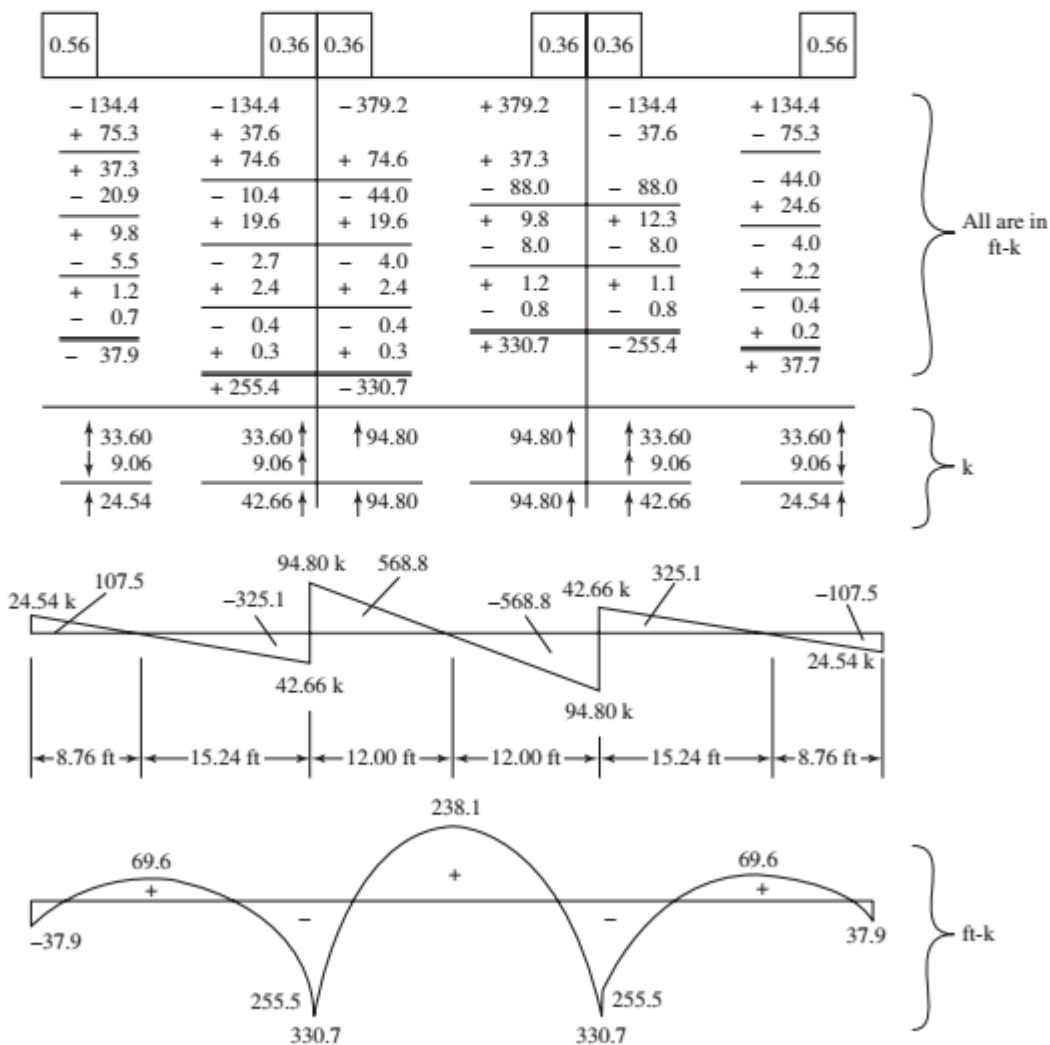 0.56 0.36 0.36 0.36 0.36 0.56
− 134.4 − 134.4 − 379.2 + 379.2 − 134.4 + 134.4
+ 75.3 + 37.6 − 37.6 − 75.3
+ 37.3 + 74.6 + 74.6 + 37.3
− 20.9 − 10.4 − 44.0 − 88.0 − 88.0 − 44.0
+ 9.8 + 19.6 + 19.6 + 9.8 + 12.3 + 24.6
− 5.5 − 2.7 − 4.0 − 8.0 − 8.0 − 4.0
+ 1.2 + 2.4 + 2.4 + 1.2 + 1.1 + 2.2
− 0.7 − 0.4 − 0.4 − 0.8 − 0.8 − 0.4
− 37.9 + 0.3 + 0.3 + 330.7 − 255.4 + 0.2
+ 255.4 − 330.7 + 37.7
All are in
ft-k
33.60 33.60 94.80 94.80 33.60 33.60
9.06 9.06 9.06 9.06
24.54 42.66 94.80 94.80 42.66 24.54
k
94.80 k 568.8
24.54 k 107.5 −325.1 −568.8 42.66 k 325.1 −107.5
42.66 k 94.80 k 24.54 k
8.76 ft 15.24 ft 12.00 ft 12.00 ft 15.24 ft 8.76 ft
238.1
69.6 69.6
+ + +
− −
−37.9 37.9
ft-k
255.5 255.5
330.7 330.7